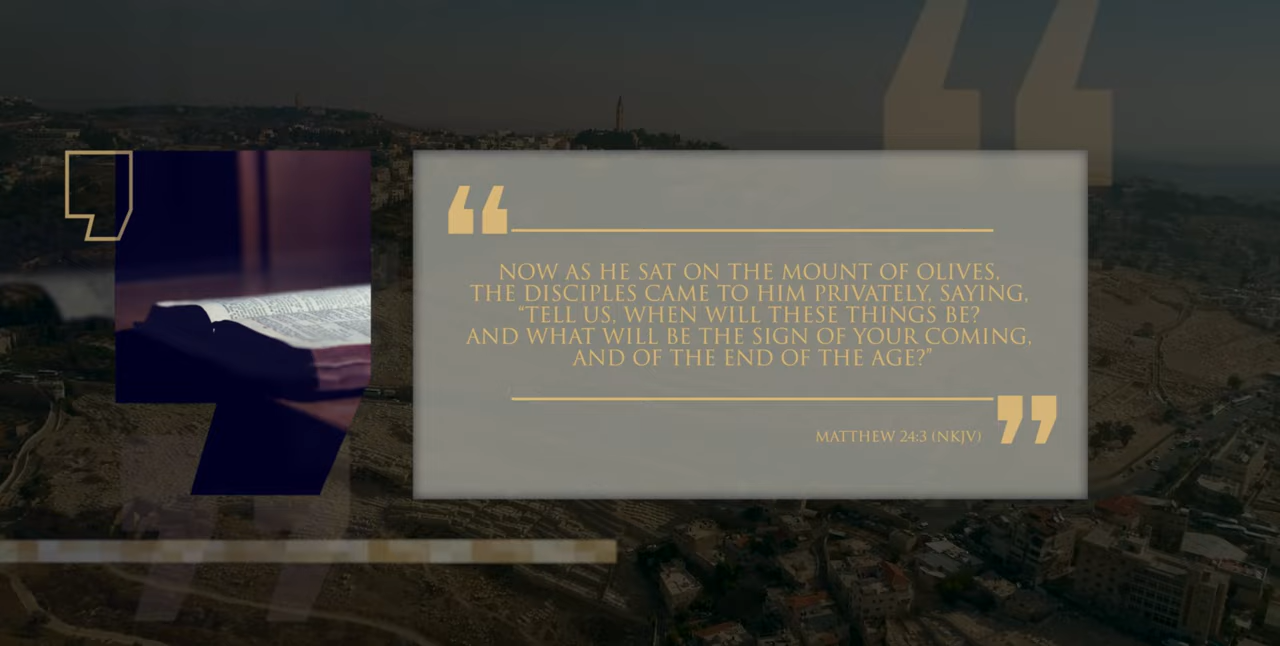 NOW AS HE SAT ON THE MOUNT OF OLIVES,
THE DISCIPLES CAME TO HIM PRIVATELY, SAYING,
“TELL US, WHEN WILL THESE THINGS BE?
AND WHAT WILL BE THE SIGN OF YOUR COMING,
AND OF THE END OF THE AGE?”
MATTHEW 24:3 (NKJV)